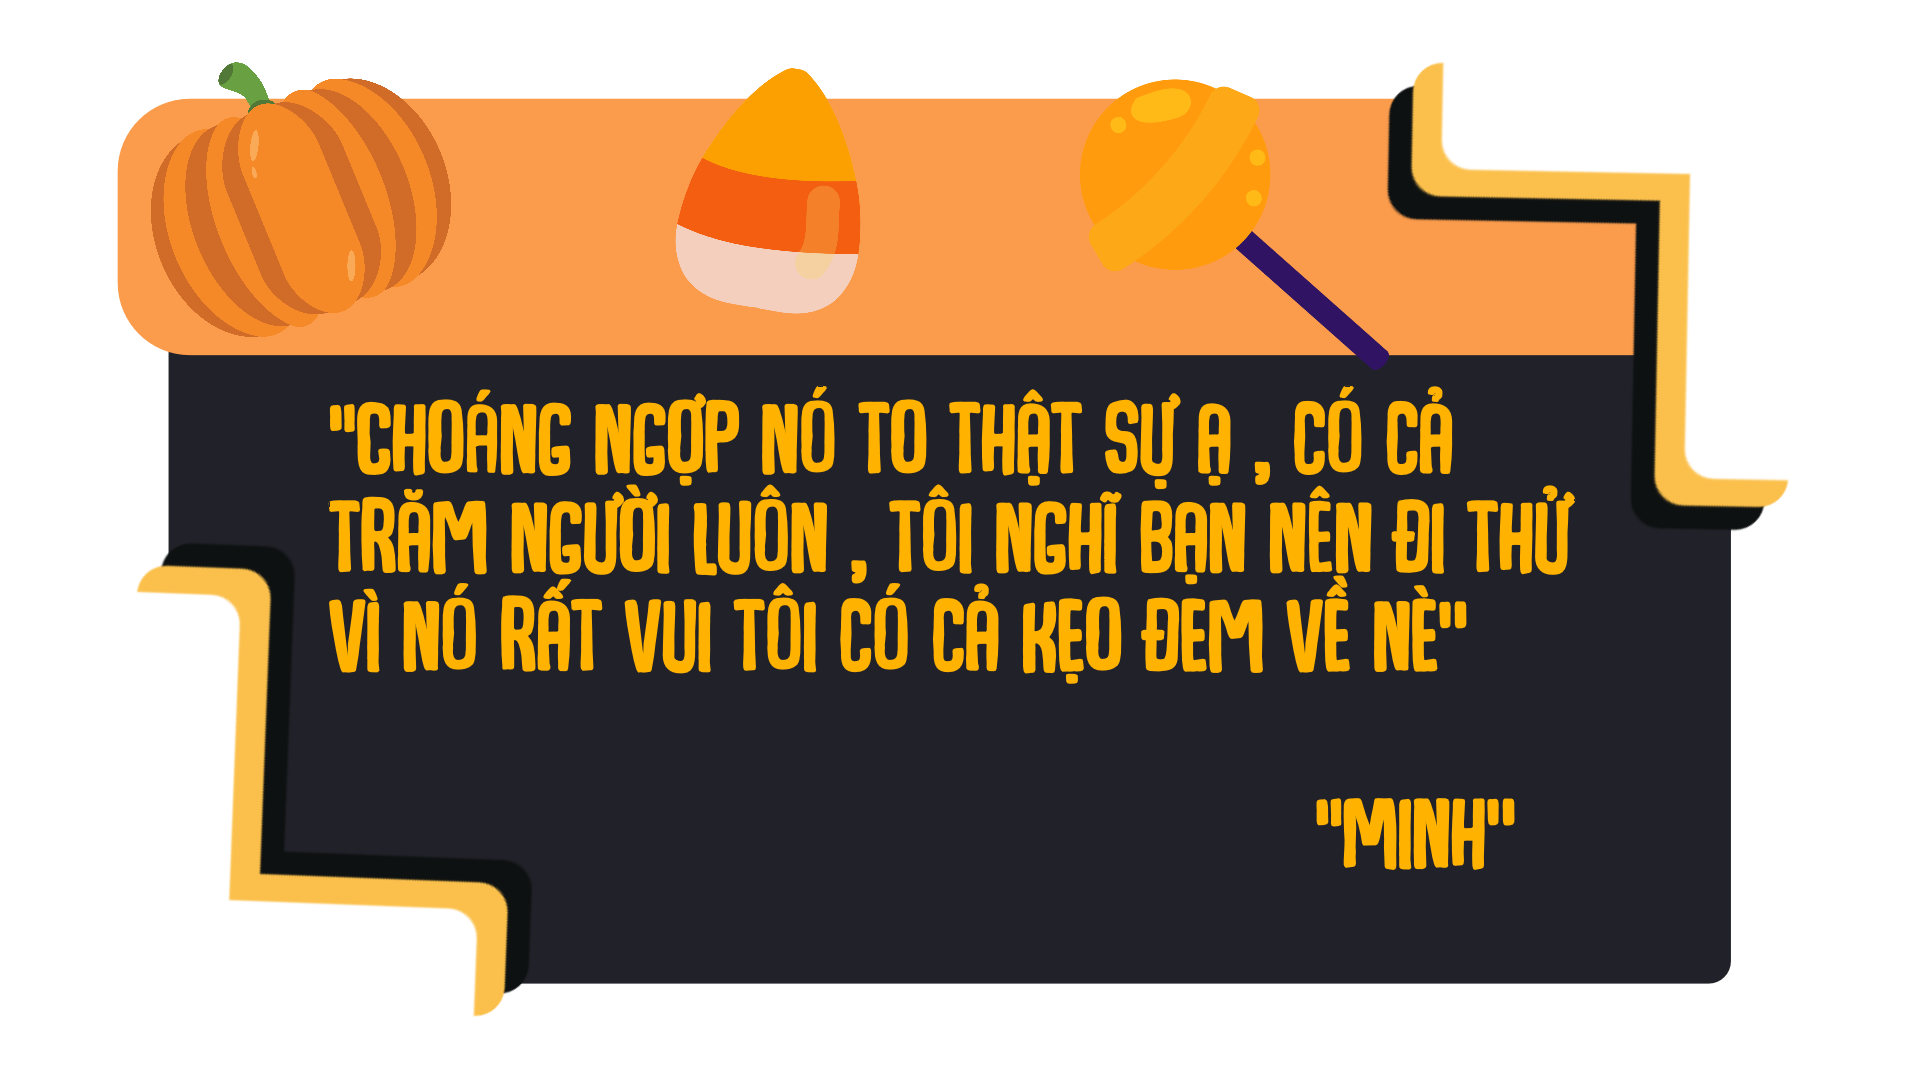 "CHOÁNG NGỢP NÓ TO THẬT SỰ Ạ , CÓ CẢ
TRĂM NGƯỜI LUÔN , TÔI NGHĨ BẠN NÊN ĐI THỬ
VÌ NÓ RẤT VUI TÔI CÓ CẢ KẸO ĐEM VỀ NÈ"
"MINH"